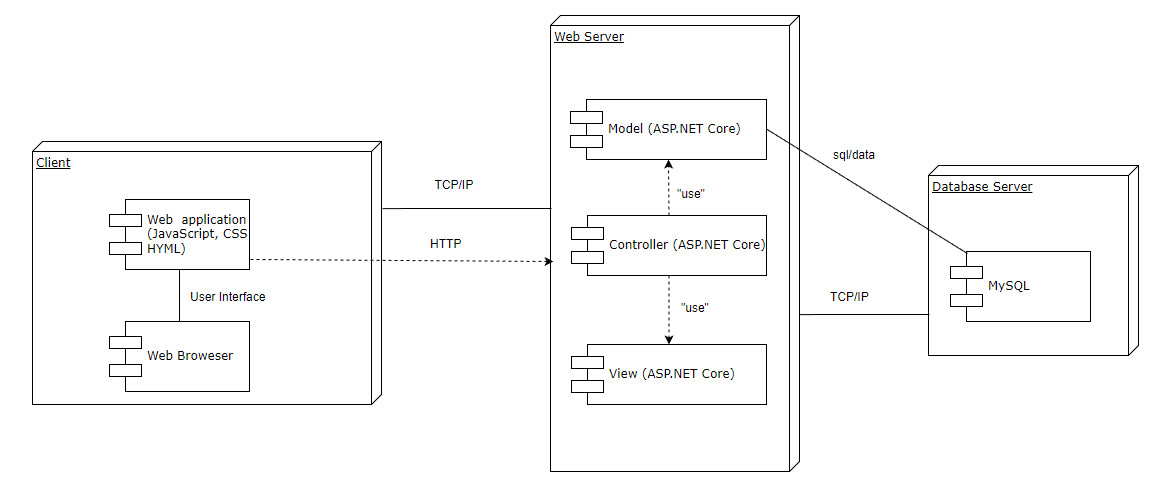 Web Server
Model (ASP.NET Core)
sql/data
Client
TCP/IP
Database Server
"use"
Web application
(JavaScript, CSS
HYML)
HTTP
Controller (ASP.NET Core)
MySQL
User Interface
TCP/IP
"use"
Web Broweser
View (ASP.NET Core)